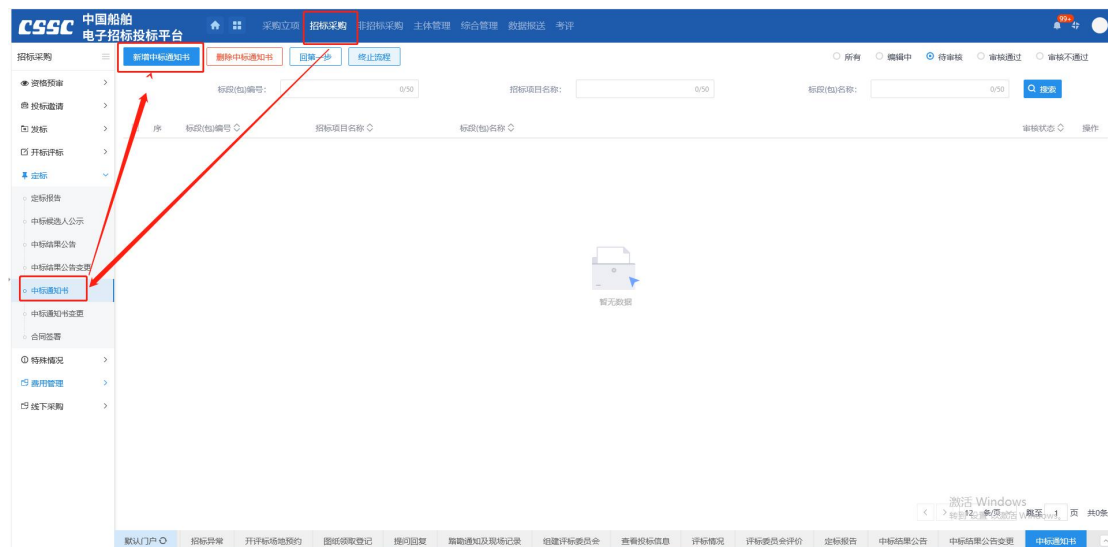 CSSC 中国船舶
电子招标投标平台
采购立项 招标采购 非招标采购 主体管理 综合管理 数据报送 考评
99+
招标采购
新增中标通知书 删除中标通知书 回第一步 终止流程
所有 编辑中 待审核 审核通过 审核不通过
标段(包)编号: 0/50 招标项目名称: 0/50 标段(包)名称: 0/50 搜索
序 标段(包)编号 招标项目名称 标段(包)名称 审核状态 操作
资格预审
投标邀请
发标
开标评标
定标
定标报告
中标候选人公示
中标结果公告
中标结果公告变更
中标通知书
中标通知书变更
合同签署
特殊情况
费用管理
线下采购
暂无数据
激活 Windows
12 条/页 跳至 1 页 共0条
默认门户 招标异常 开评标场地预约 图纸领取登记 提问回复 踏勘通知及现场记录 组建评标委员会 查看投标信息 评标情况 评标委员会评价 定标报告 中标结果公告 中标结果公告变更 中标通知书